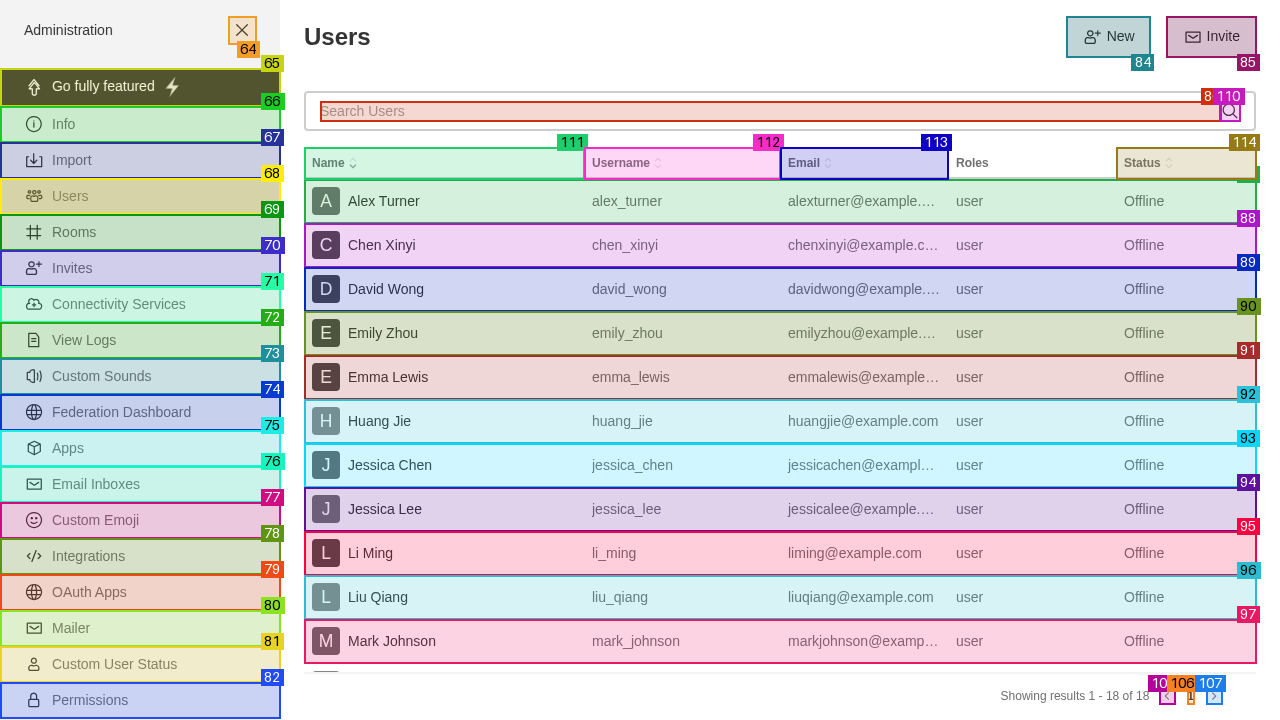 Administration
64
65
Go fully featured
66
Info
67
Import
68
Users
69
Rooms
70
Invites
71
Connectivity Services
72
View Logs
73
Custom Sounds
74
Federation Dashboard
75
Apps
76
Email Inboxes
77
Custom Emoji
78
Integrations
79
OAuth Apps
80
Mailer
81
Custom User Status
82
Permissions
Users
New
84
Invite
85
Search Users
8 110
111 112 113 114
Name Username Email Roles Status
A Alex Turner alex_turner alexturner@example.… user Offline
88
C Chen Xinyi chen_xinyi chenxinyi@example.c… user Offline
89
D David Wong david_wong davidwong@example.… user Offline
90
E Emily Zhou emily_zhou emilyzhou@example.… user Offline
91
E Emma Lewis emma_lewis emmalewis@example… user Offline
92
H Huang Jie huang_jie huangjie@example.com user Offline
93
J Jessica Chen jessica_chen jessicachen@exampl… user Offline
94
J Jessica Lee jessica_lee jessicalee@example.… user Offline
95
L Li Ming li_ming liming@example.com user Offline
96
L Liu Qiang liu_qiang liuqiang@example.com user Offline
97
M Mark Johnson mark_johnson markjohnson@examp… user Offline
10 106 107
Showing results 1 - 18 of 18 1